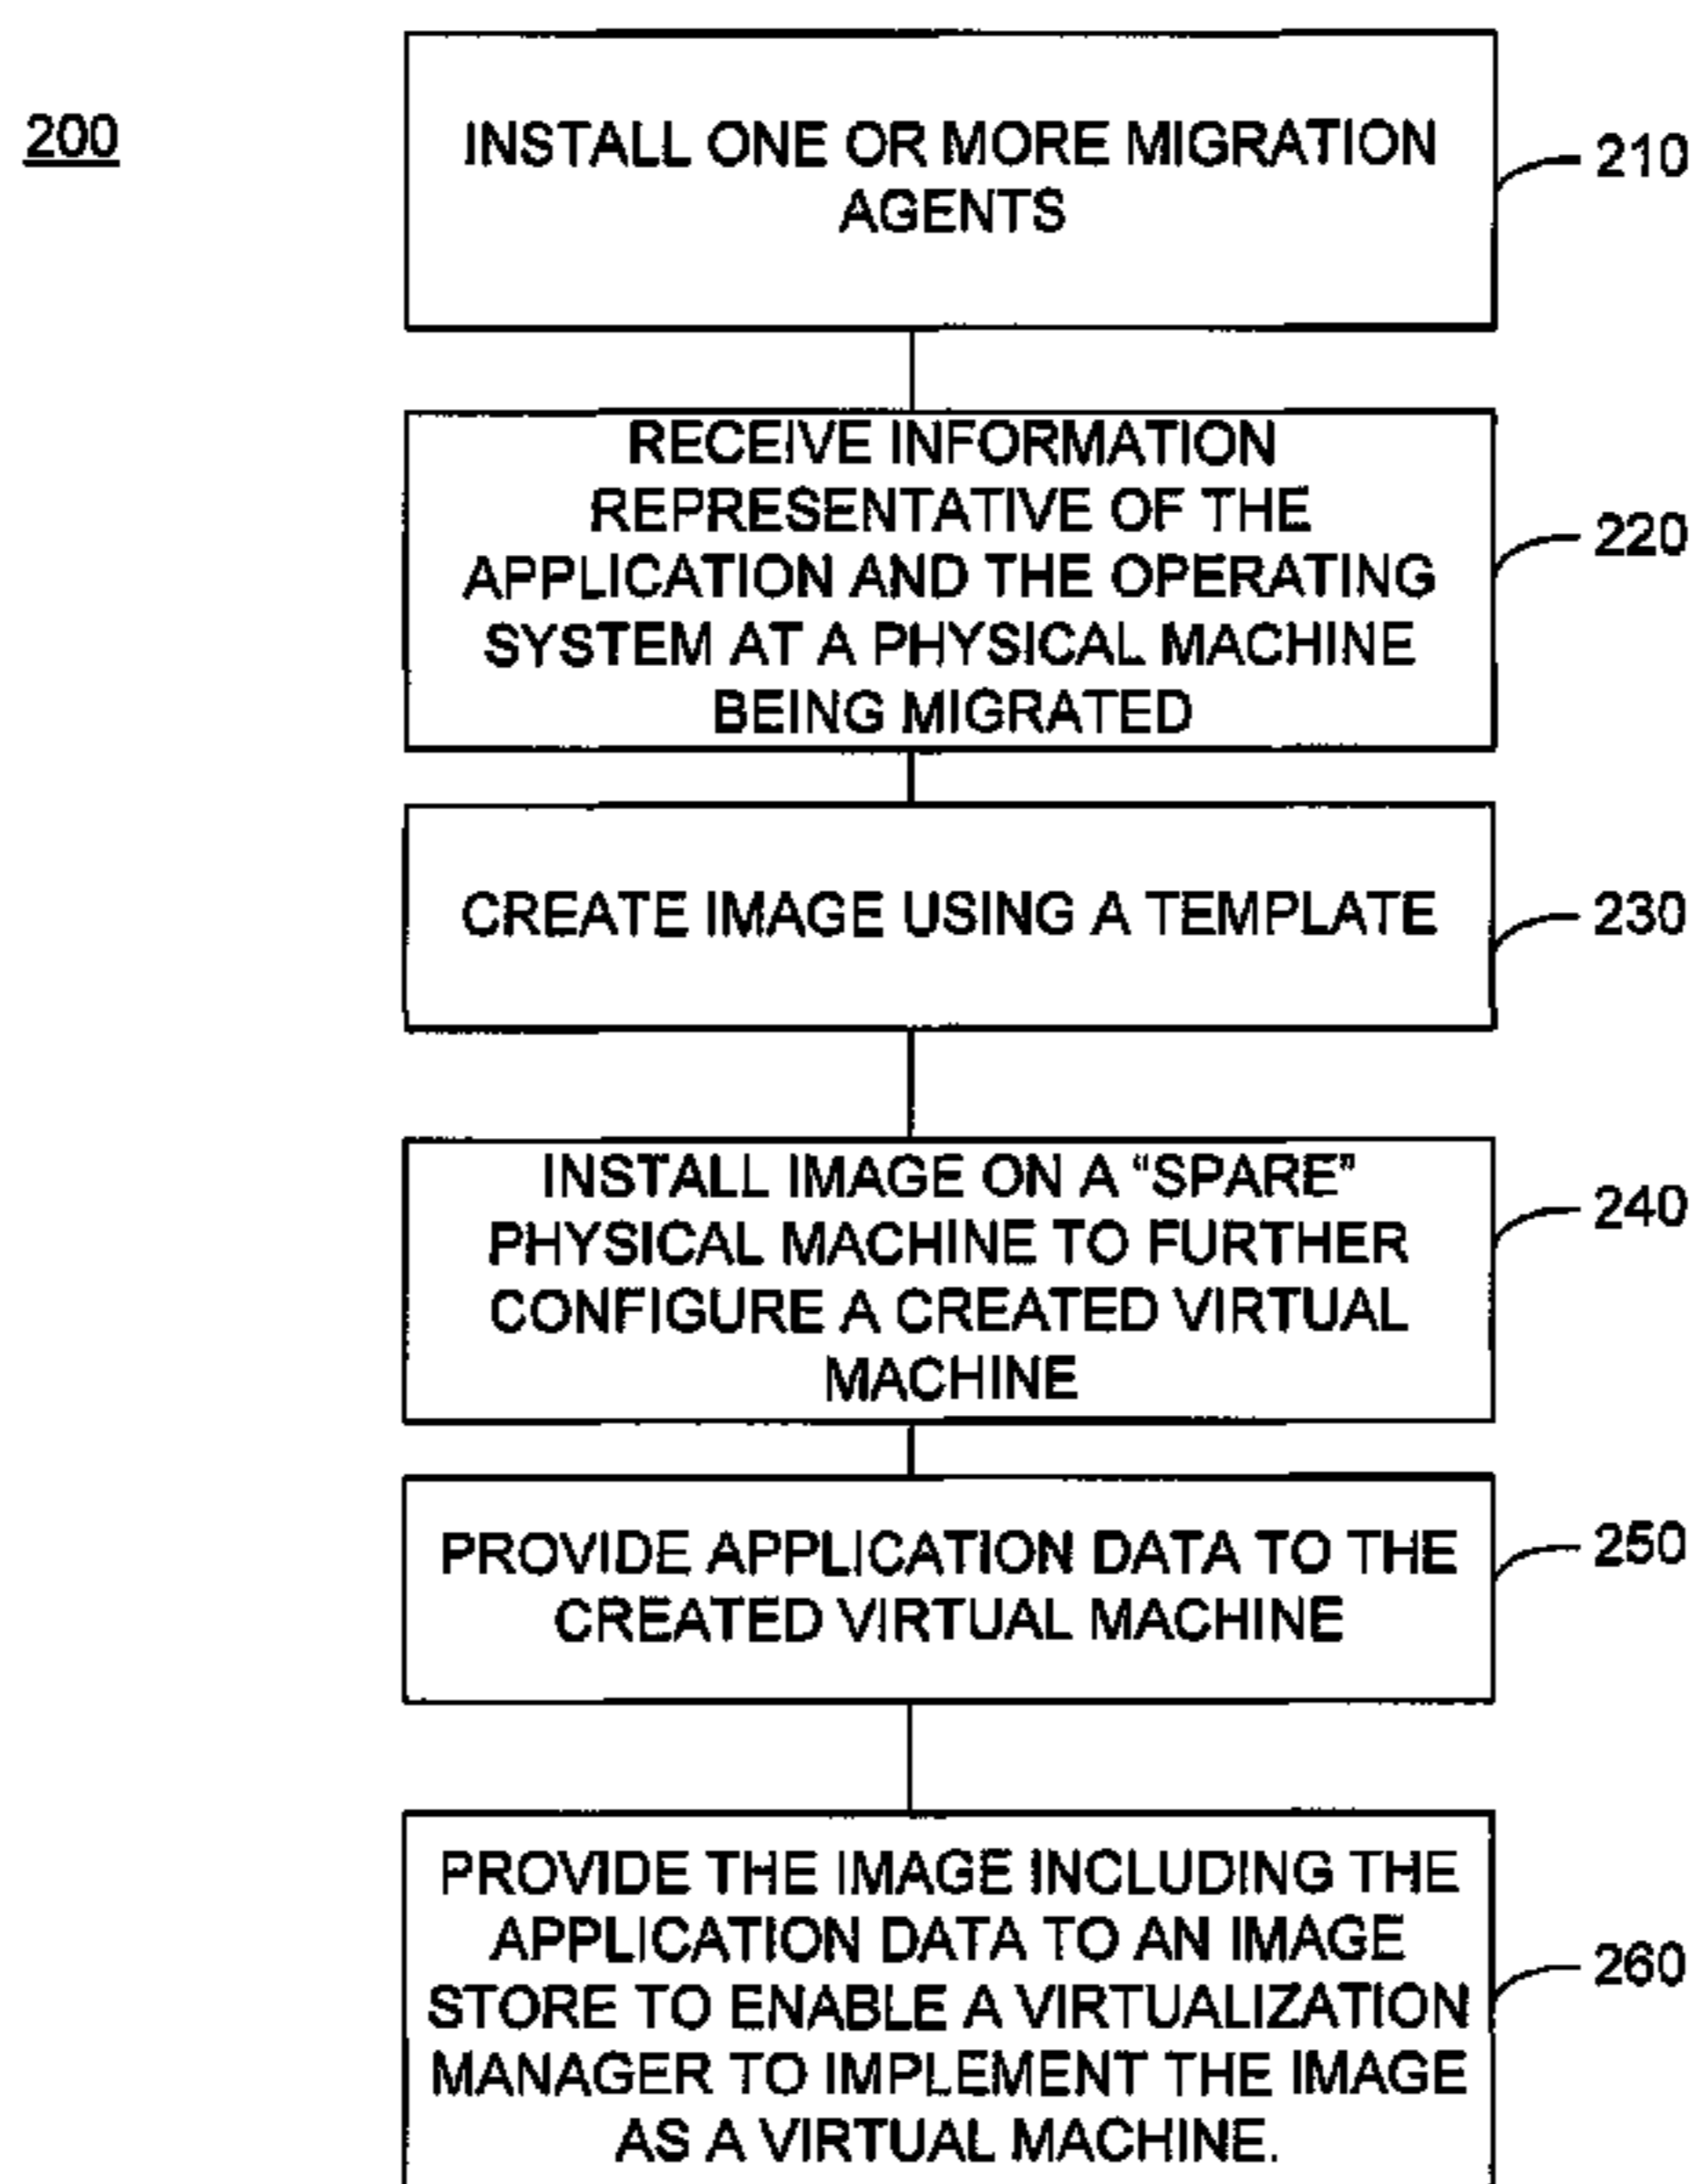 200
INSTALL ONE OR MORE MIGRATION
AGENTS
210
RECEIVE INFORMATION
REPRESENTATIVE OF THE
APPLICATION AND THE OPERATING
SYSTEM AT A PHYSICAL MACHINE
BEING MIGRATED
220
CREATE IMAGE USING A TEMPLATE
230
INSTALL IMAGE ON A “SPARE”
PHYSICAL MACHINE TO FURTHER
CONFIGURE A CREATED VIRTUAL
MACHINE
240
PROVIDE APPLICATION DATA TO THE
CREATED VIRTUAL MACHINE
250
PROVIDE THE IMAGE INCLUDING THE
APPLICATION DATA TO AN IMAGE
STORE TO ENABLE A VIRTUALIZATION
MANAGER TO IMPLEMENT THE IMAGE
AS A VIRTUAL MACHINE.
260